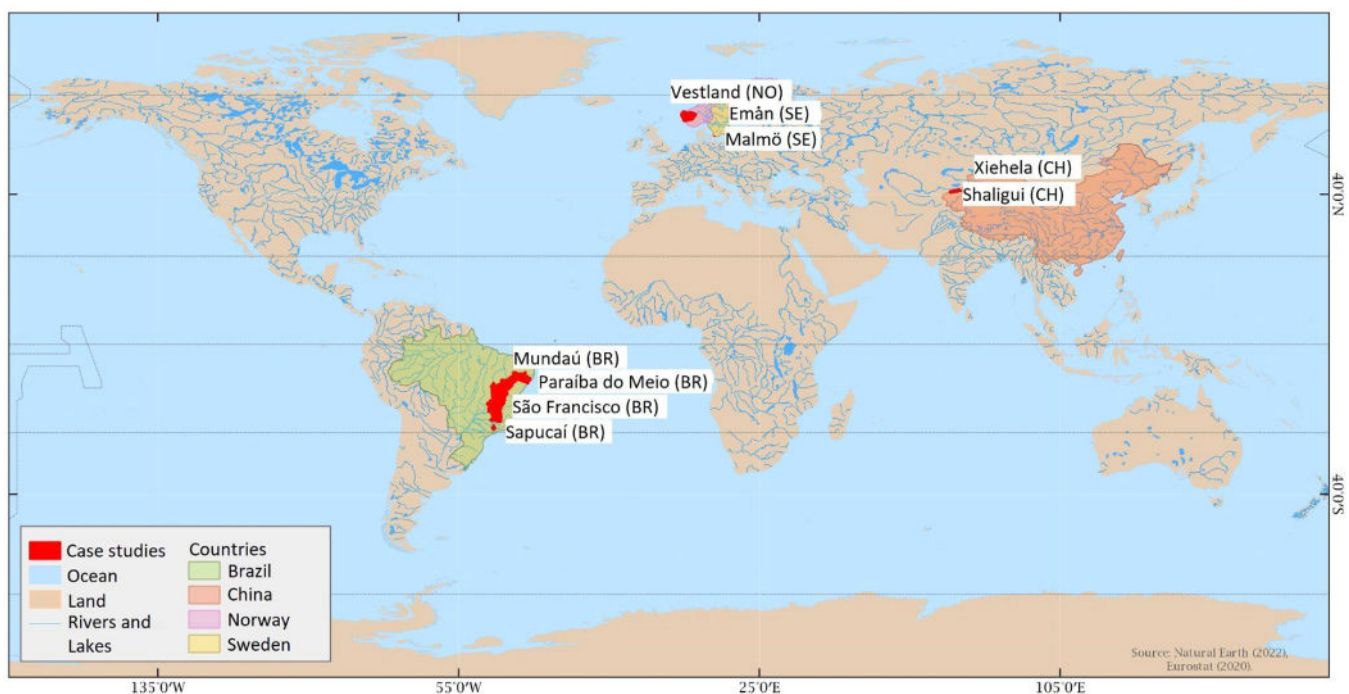 Vestland (NO)
Emån (SE)
Malmö (SE)
Xiehela (CH)
Shaligui (CH)
40°0'N
Mundaú (BR)
Paraíba do Meio (BR)
São Francisco (BR)
Sapucaí (BR)
40°0'S
Case studies
Ocean
Land
Rivers and
Lakes
Countries
Brazil
China
Norway
Sweden
Source: Natural Earth (2022),
Eurostat (2020).
135°0'W
55°0'W
25°0'E
105°0'E